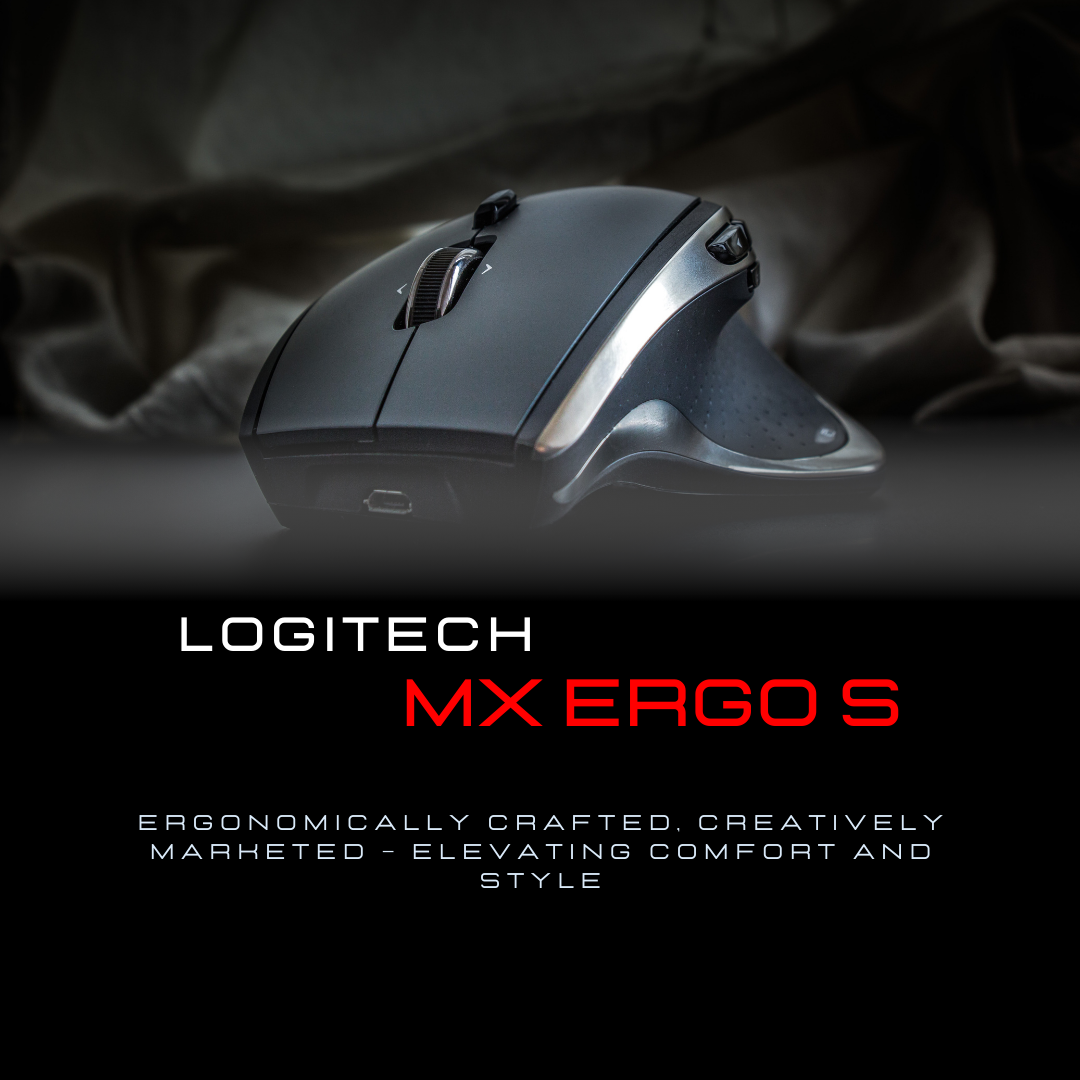 LOGITECH
MX ERGO S
ERGONOMICALLY CRAFTED, CREATIVELY
MARKETED - ELEVATING COMFORT AND
STYLE